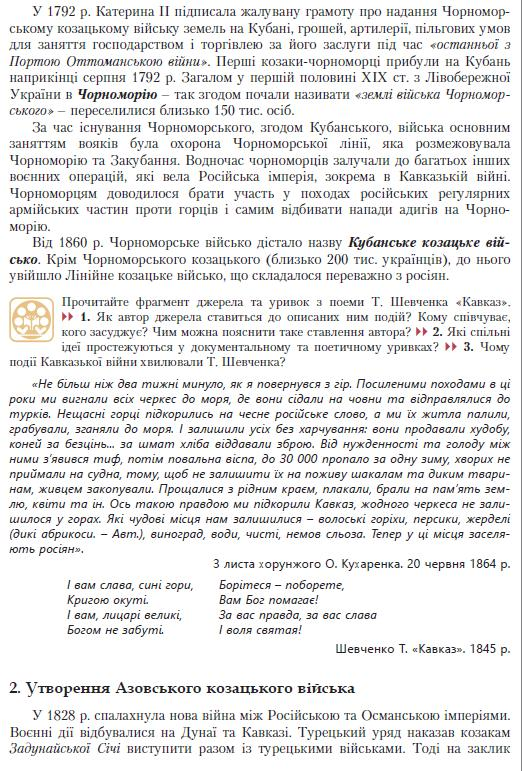 У 1792 р. Катерина ІІ підписала жалувану грамоту про надання Чорномор-
ському козацькому війську земель на Кубані, грошей, артилерії, пільгових умов
для заняття господарством і торгівлею за його заслуги під час «останньої з
Портою Оттоманською війни». Перші козаки-чорноморці прибули на Кубань
наприкінці серпня 1792 р. Загалом у першій половині ХІХ ст. з Лівобережної
України в Чорноморію – так згодом почали називати «землі війська Чорномор-
ського» – переселилися близько 150 тис. осіб.
За час існування Чорноморського, згодом Кубанського, війська основним
заняттям вояків була охорона Чорноморської лінії, яка розмежовувала
Чорноморію та Закубання. Водночас чорноморців залучали до багатьох інших
воєнних операцій, які вела Російська імперія, зокрема в Кавказькій війні.
Чорноморцям доводилося брати участь у походах російських регулярних
армійських частин проти горців і самим відбивати напади адигів на Чорно-
морію.
Від 1860 р. Чорноморське військо дістало назву Кубанське козацьке вій-
сько. Крім Чорноморського козацького (близько 200 тис. українців), до нього
увійшло Лінійне козацьке військо, що складалося переважно з росіян.
Прочитайте фрагмент джерела та уривок з поеми Т. Шевченка «Кавказ».
1. Як автор джерела ставиться до описаних ним подій? Кому співчуває,
кого засуджує? Чим можна пояснити таке ставлення автора? 2. Які спільні
ідеї простежуються у документальному та поетичному уривках? 3. Чому
події Кавказької війни хвилювали Т. Шевченка?
«Не більш ніж два тижні минуло, як я повернувся з гір. Посиленими походами в ці
роки ми вигнали всіх черкес до моря, де вони сідали на човни та відправлялися до
турків. Нещасні горці підкорились на чесне російське слово, а ми їх житла палили,
грабували, зганяли до моря. І залишили усіх без харчування: вони продавали худобу,
коней за безцінь... за шмат хліба віддавали зброю. Від нужденності та голоду між
ними з'явився тиф, потім повальна віспа, до 30 000 пропало за одну зиму, хворих не
приймали на судна, тому, щоб не залишити їх на поживу шакалам та диким твари-
нам, живцем закопували. Прощалися з рідним краєм, плакали, брали на пам'ять зем-
лю, квіти та ін. Ось такою правдою ми підкорили Кавказ, жодного черкеса не зали-
шилося у горах. Які чудові місця нам залишилися – волоські горіхи, персики, жерделі
(дикі абрикоси. – Авт.), виноград, води, чисті, немов сльоза. Тепер у ці місця заселя-
ють росіян».
З листа хорунжого О. Кухаренка. 20 червня 1864 р.
І вам слава, сині гори,
Кригою окуті.
І вам, лицарі великі,
Богом не забуті.
Борітеся – поборете,
Вам Бог помагає!
За вас правда, за вас слава
І воля святая!
Шевченко Т. «Кавказ». 1845 р.
2. Утворення Азовського козацького війська
У 1828 р. спалахнула нова війна між Російською та Османською імперіями.
Воєнні дії відбувалися на Дунаї та Кавказі. Турецький уряд наказав козакам
Задунайської Січі виступити разом із турецькими військами. Тоді на заклик